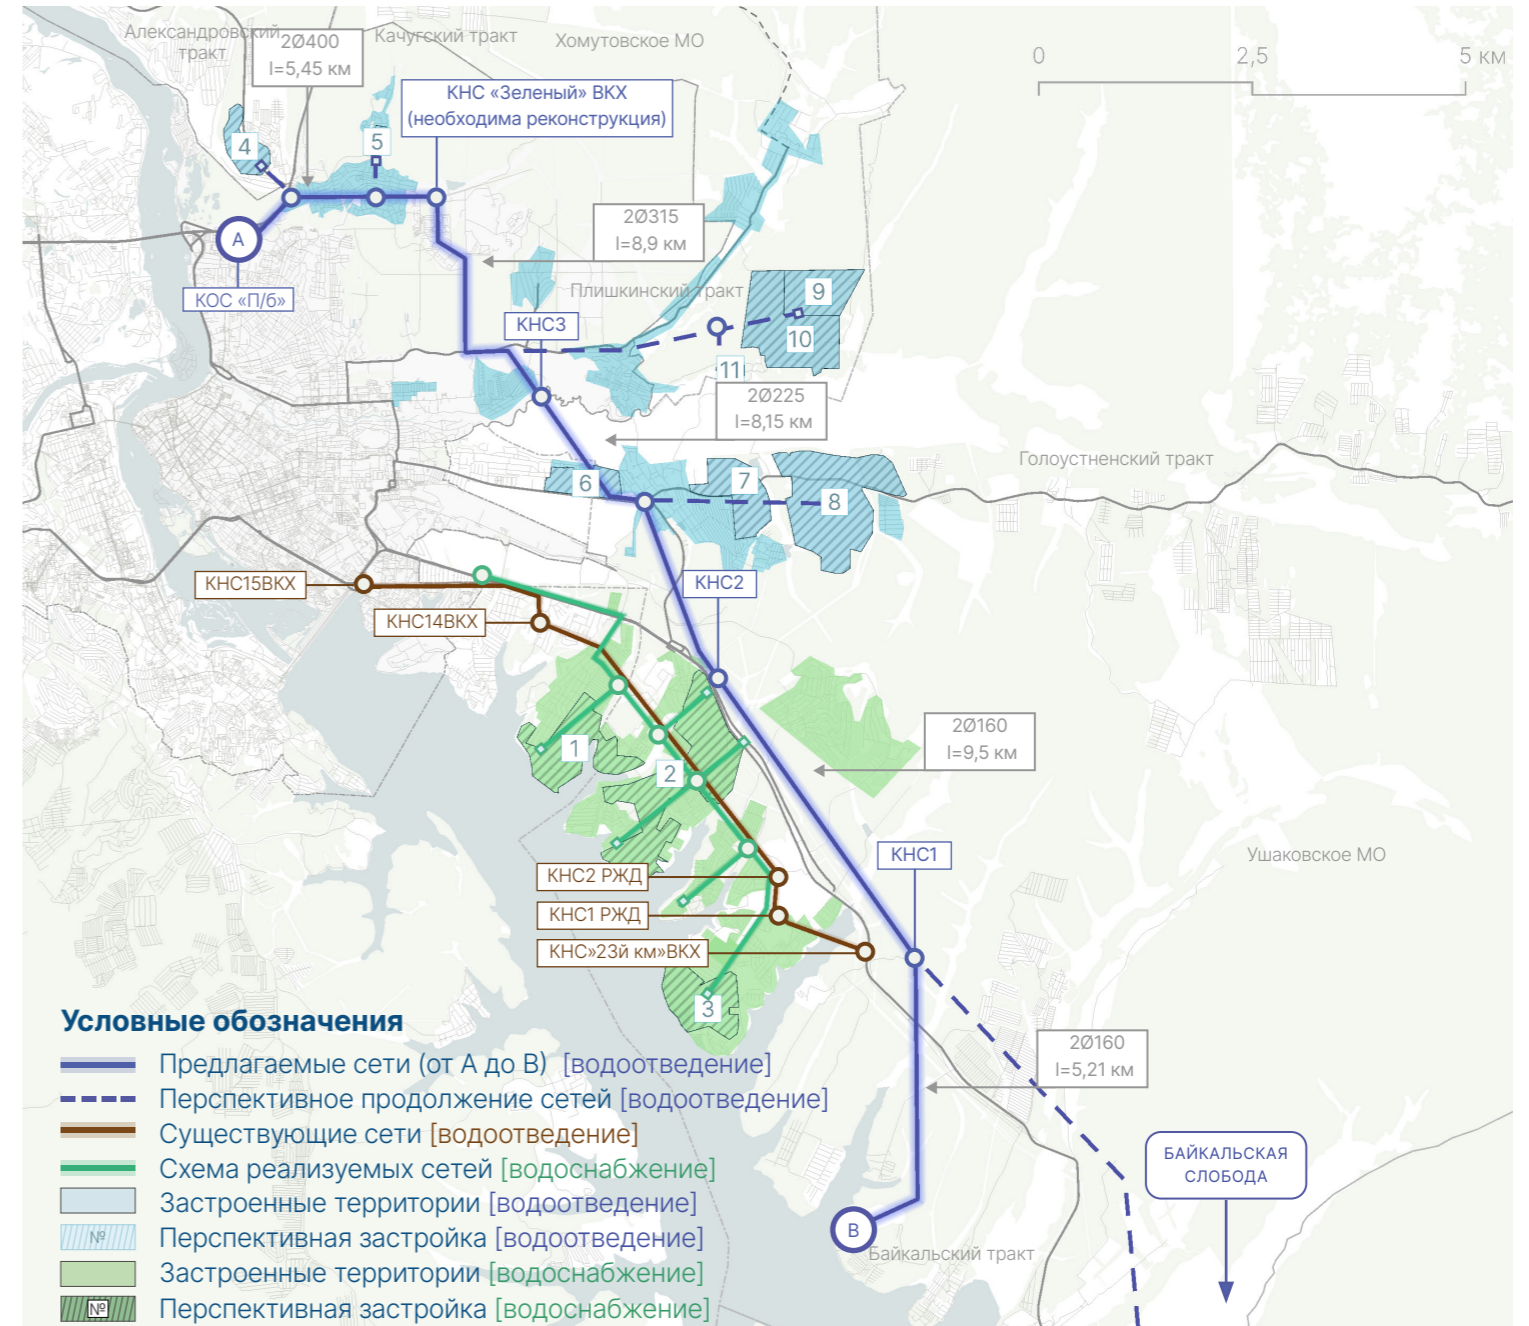 Александровский
тракт
2Ø400
l=5,45 км
Качугский тракт
Хомутовское МО
0
2,5
5 км
КНС «Зеленый» ВКХ
(необходима реконструкция)
4
5
А
КОС «П/б»
2Ø315
l=8,9 км
Плишкинский тракт
9
10
11
КНС3
2Ø225
l=8,15 км
Голоустненский тракт
6
7
8
КНС15ВКХ
КНС14ВКХ
КНС2
1
2
2Ø160
l=9,5 км
КНС1
Ушаковское МО
КНС2 РЖД
КНС1 РЖД
КНС»23й км»ВКХ
3
2Ø160
l=5,21 км
БАЙКАЛЬСКАЯ
СЛОБОДА
В
Байкальский тракт
Условные обозначения
Предлагаемые сети (от А до В) [водоотведение]
Перспективное продолжение сетей [водоотведение]
Существующие сети [водоотведение]
Схема реализуемых сетей [водоснабжение]
Застроенные территории [водоотведение]
№ Перспективная застройка [водоотведение]
Застроенные территории [водоснабжение]
№ Перспективная застройка [водоснабжение]